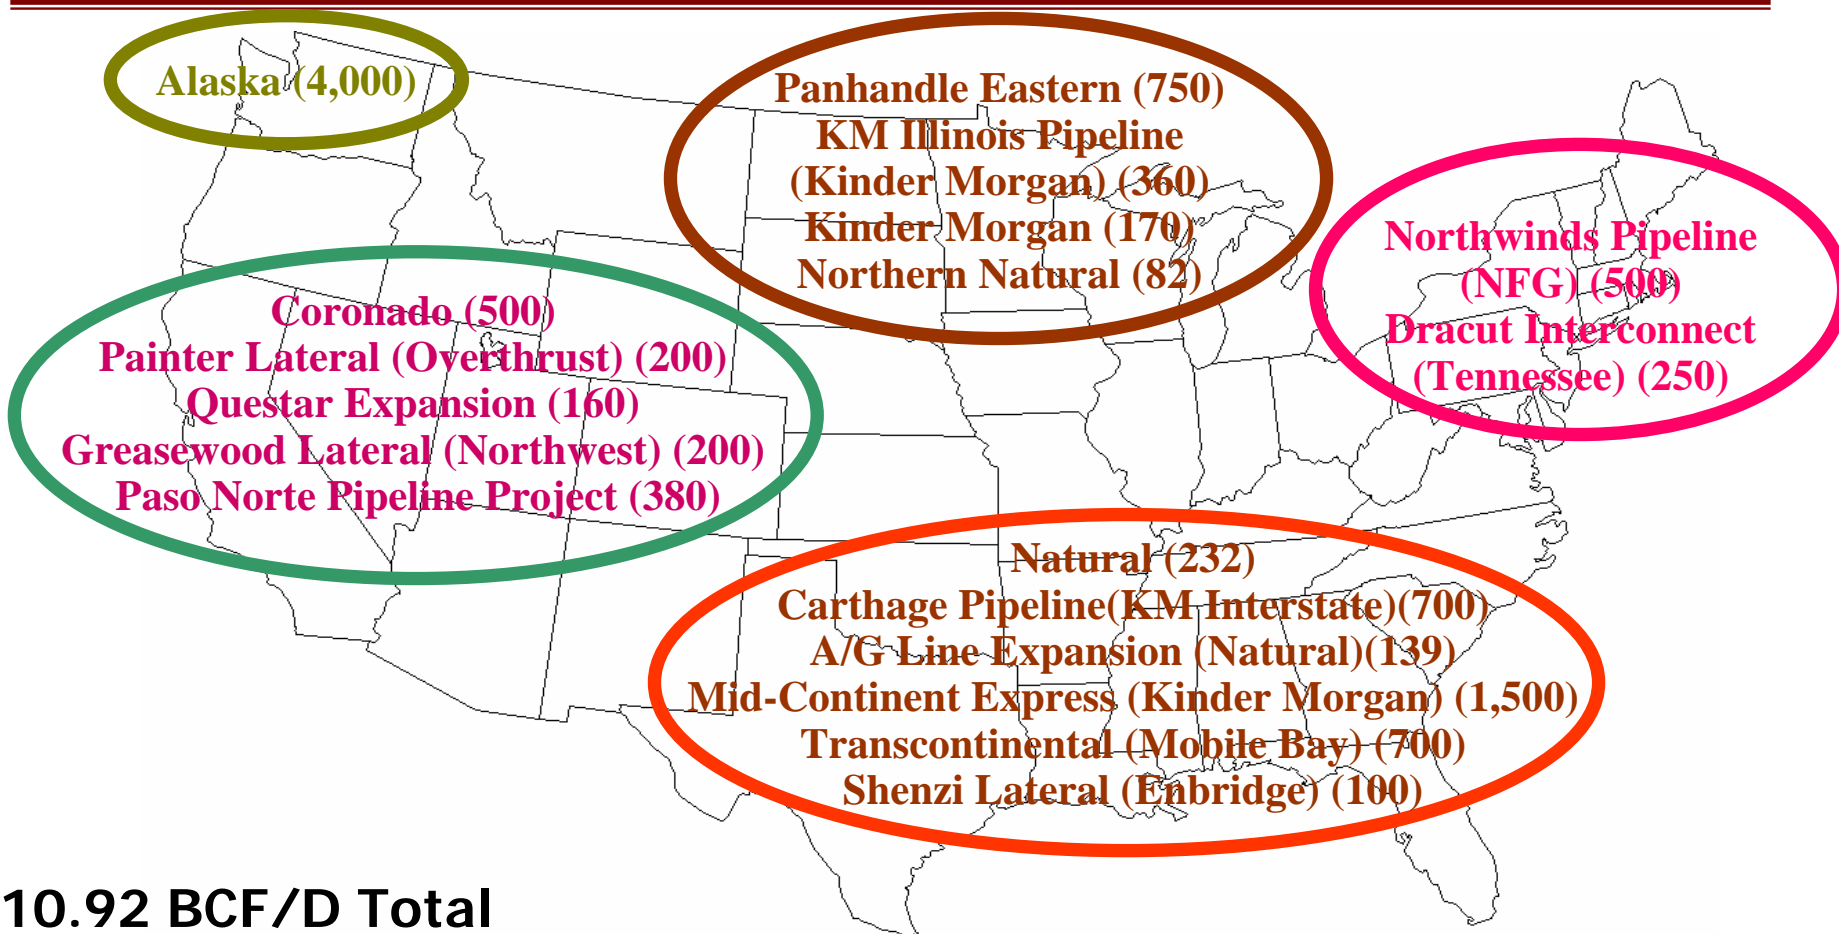 Alaska (4,000)
Panhandle Eastern (750)
KM Illinois Pipeline
(Kinder Morgan) (360)
Kinder Morgan (170)
Northern Natural (82)
Northwinds Pipeline
(NFG) (500)
Dracut Interconnect
(Tennessee) (250)
Coronado (500)
Painter Lateral (Overthrust) (200)
Questar Expansion (160)
Greasewood Lateral (Northwest) (200)
Paso Norte Pipeline Project (380)
Natural (232)
Carthage Pipeline(KM Interstate)(700)
A/G Line Expansion (Natural)(139)
Mid-Continent Express (Kinder Morgan) (1,500)
Transcontinental (Mobile Bay) (700)
Shenzi Lateral (Enbridge) (100)
10.92 BCF/D Total